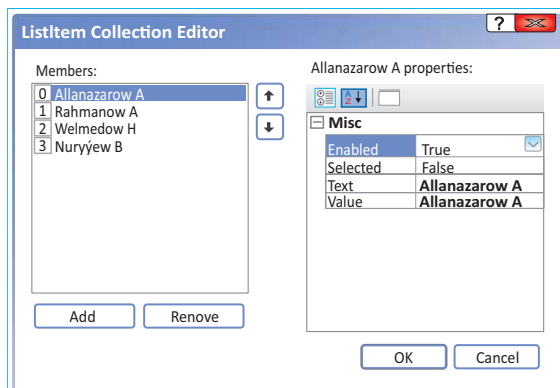 ListItem Collection Editor
?
Members:
0 Allanazarow A
1 Rahmanow A
2 Welmedow H
3 Nuryýew B
Add
Renove
Allanazarow A properties:
A
Z
Misc
Enabled True
Selected False
Text Allanazarow A
Value Allanazarow A
OK
Cancel